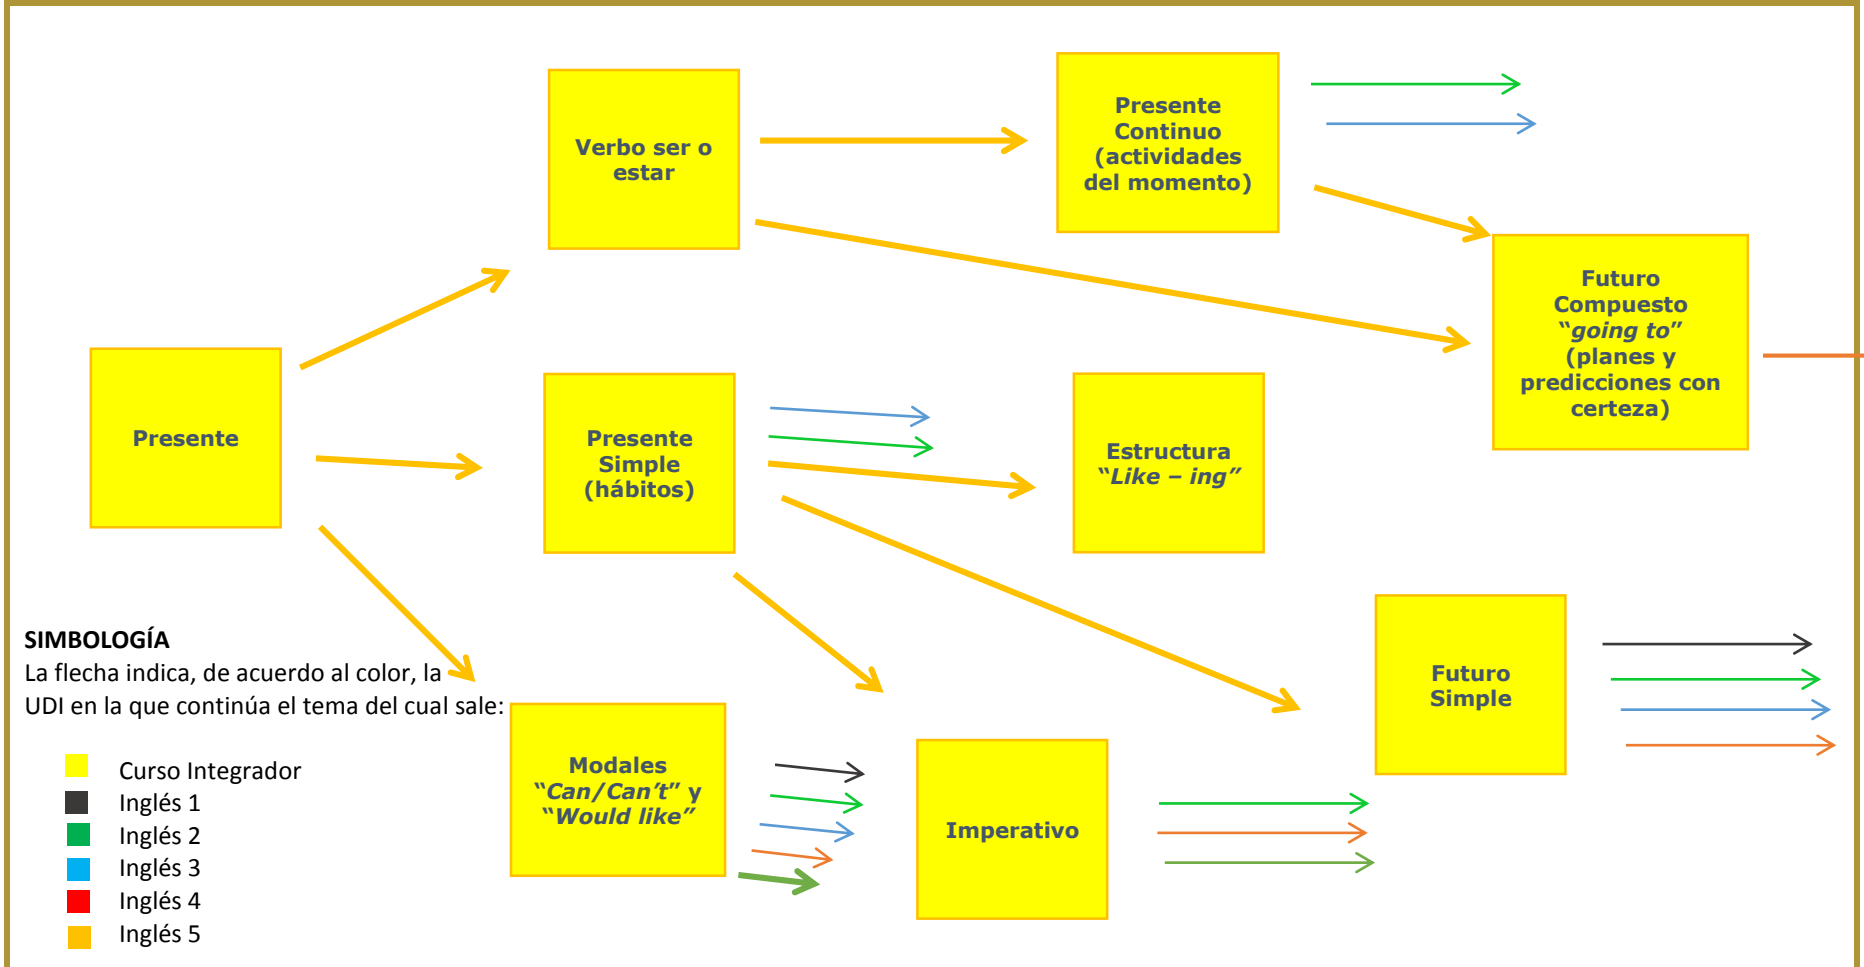 Verbo ser o
estar
Presente
Continuo
(actividades
del momento)
Futuro
Compuesto
“going to”
(planes y
predicciones con
certeza)
Presente
Presente
Simple
(hábitos)
Estructura
“Like – ing”
Futuro
Simple
SIMBOLOGÍA
La flecha indica, de acuerdo al color, la
UDI en la que continúa el tema del cual sale:
Curso Integrador
Inglés 1
Inglés 2
Inglés 3
Inglés 4
Inglés 5
Modales
“Can/Can’t” y
“Would like”
Imperativo